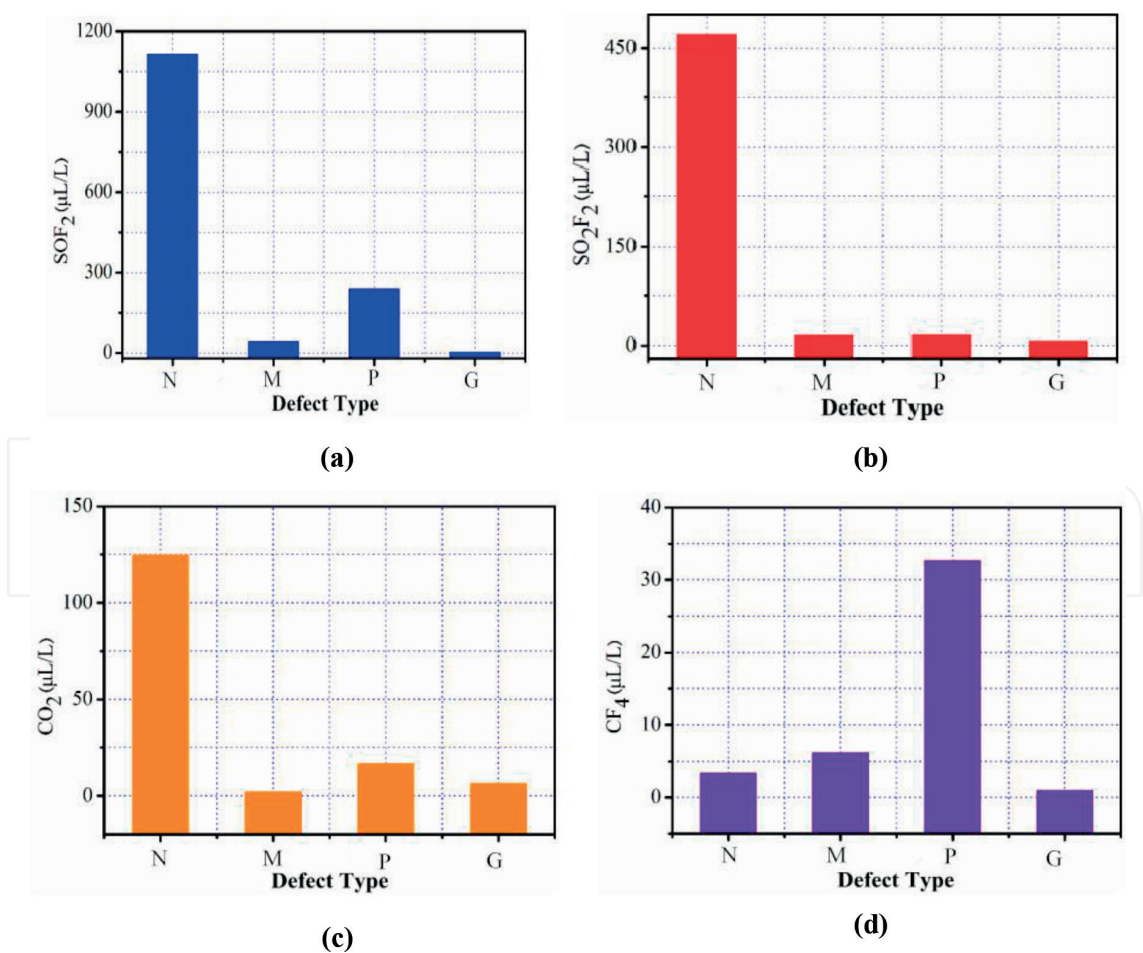 1200
900
600
300
0
SOF2 (μL/L)
N M P G
Defect Type
(a)
450
300
150
0
SO2F2 (μL/L)
N M P G
Defect Type
(b)
150
100
50
0
CO2 (μL/L)
N M P G
Defect Type
(c)
40
30
20
10
0
CF4 (μL/L)
N M P G
Defect Type
(d)